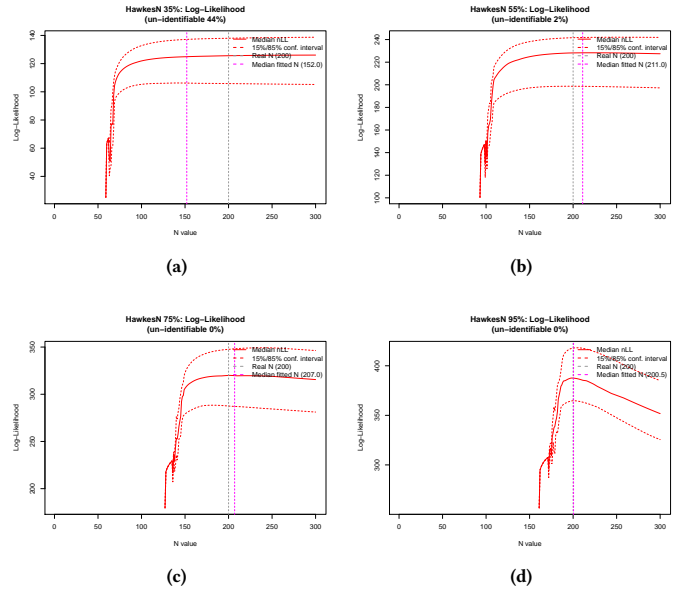 HawkesN 35%: Log−Likelihood
(un−identifiable 44%)
Log−Likelihood
40 60 80 100 120 140
0 50 100 150 200 250 300
N value
Median nLL
15%/85% conf. interval
Real N (200)
Median fitted N (152.0)
(a)
HawkesN 55%: Log−Likelihood
(un−identifiable 2%)
Log−Likelihood
100 120 140 160 180 200 220 240
0 50 100 150 200 250 300
N value
Median nLL
15%/85% conf. interval
Real N (200)
Median fitted N (211.0)
(b)
HawkesN 75%: Log−Likelihood
(un−identifiable 0%)
Log−Likelihood
200 250 300 350
0 50 100 150 200 250 300
N value
Median nLL
15%/85% conf. interval
Real N (200)
Median fitted N (207.0)
(c)
HawkesN 95%: Log−Likelihood
(un−identifiable 0%)
Log−Likelihood
300 350 400
0 50 100 150 200 250 300
N value
Median nLL
15%/85% conf. interval
Real N (200)
Median fitted N (200.5)
(d)